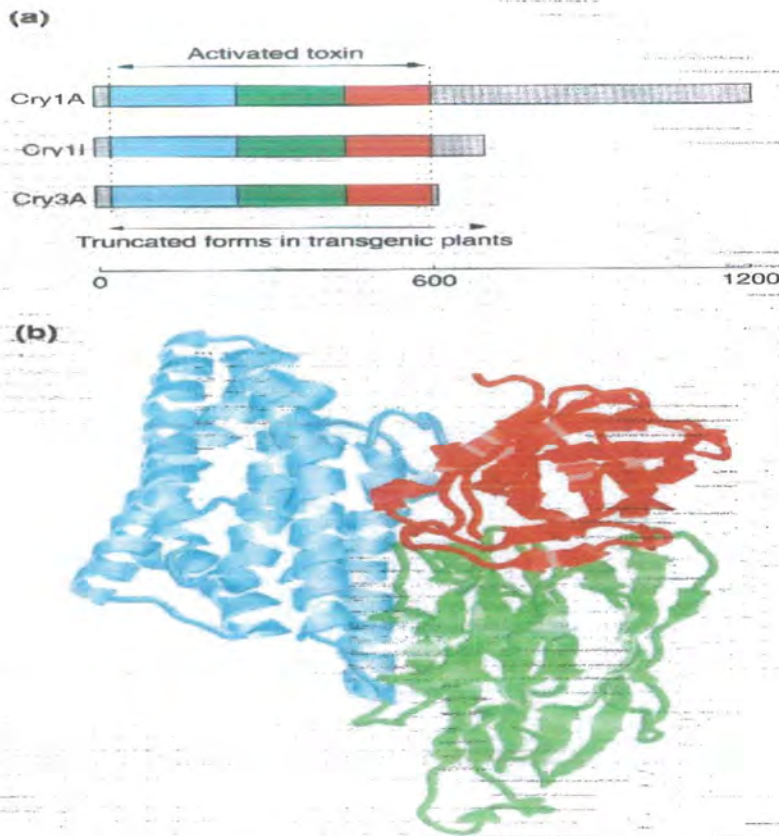 (a)
Activated toxin
Cry1A
Cry1I
Cry3A
Truncated forms in transgenic plants
0 600 1200
(b)